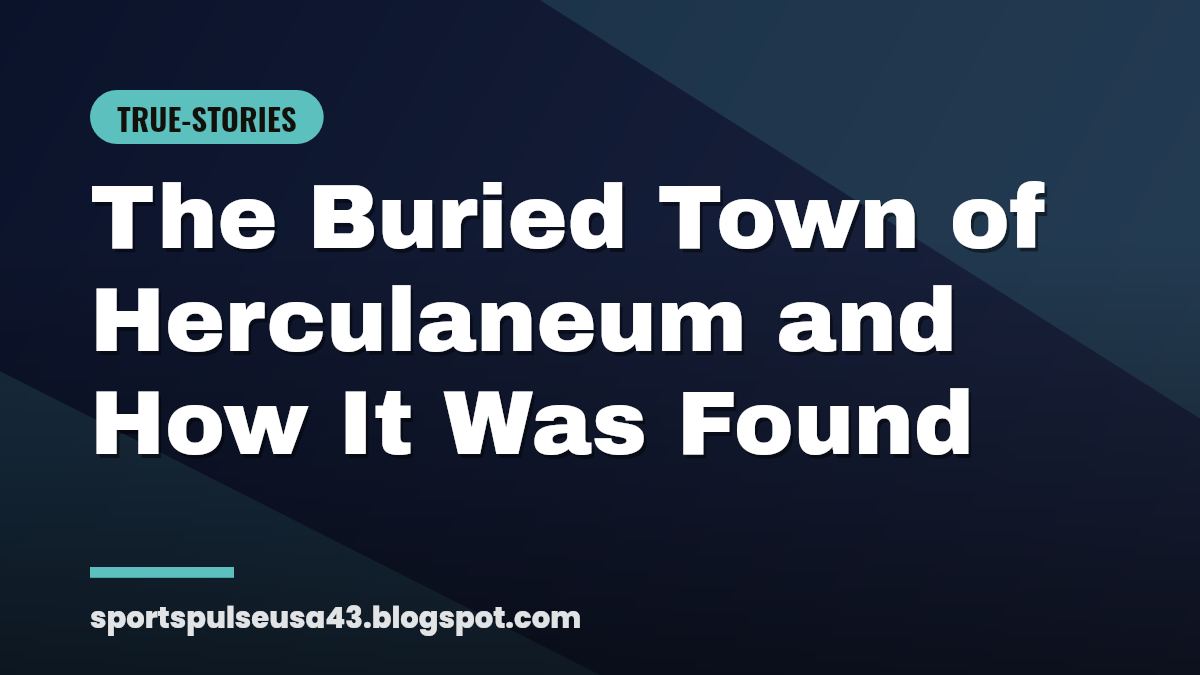 TRUE-STORIES
The Buried Town of
Herculaneum and
How It Was Found
sportspulseusa43.blogspot.com